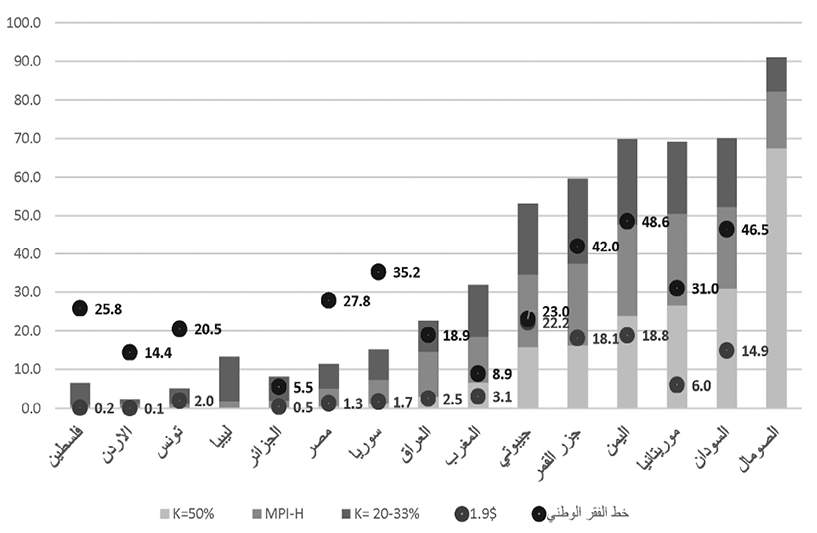 100.0
90.0
80.0
70.0
60.0
50.0
40.0
30.0
20.0
10.0
0.0
25.8
14.4
20.5
5.5
27.8
35.2
18.9
8.9
23.0
42.0
48.6
31.0
46.5
0.2
0.1
2.0
0.5
1.3
1.7
2.5
3.1
22.2
18.1
18.8
6.0
14.9
فلسطين
الاردن
تونس
ليبيا
الجزائر
مصر
سوريا
العراق
المغرب
جيبوتي
جزر القمر
اليمن
موريتانيا
السودان
الصومال
K=50% MPI-H K= 20-33% 1.9$ خط الفقر الوطني